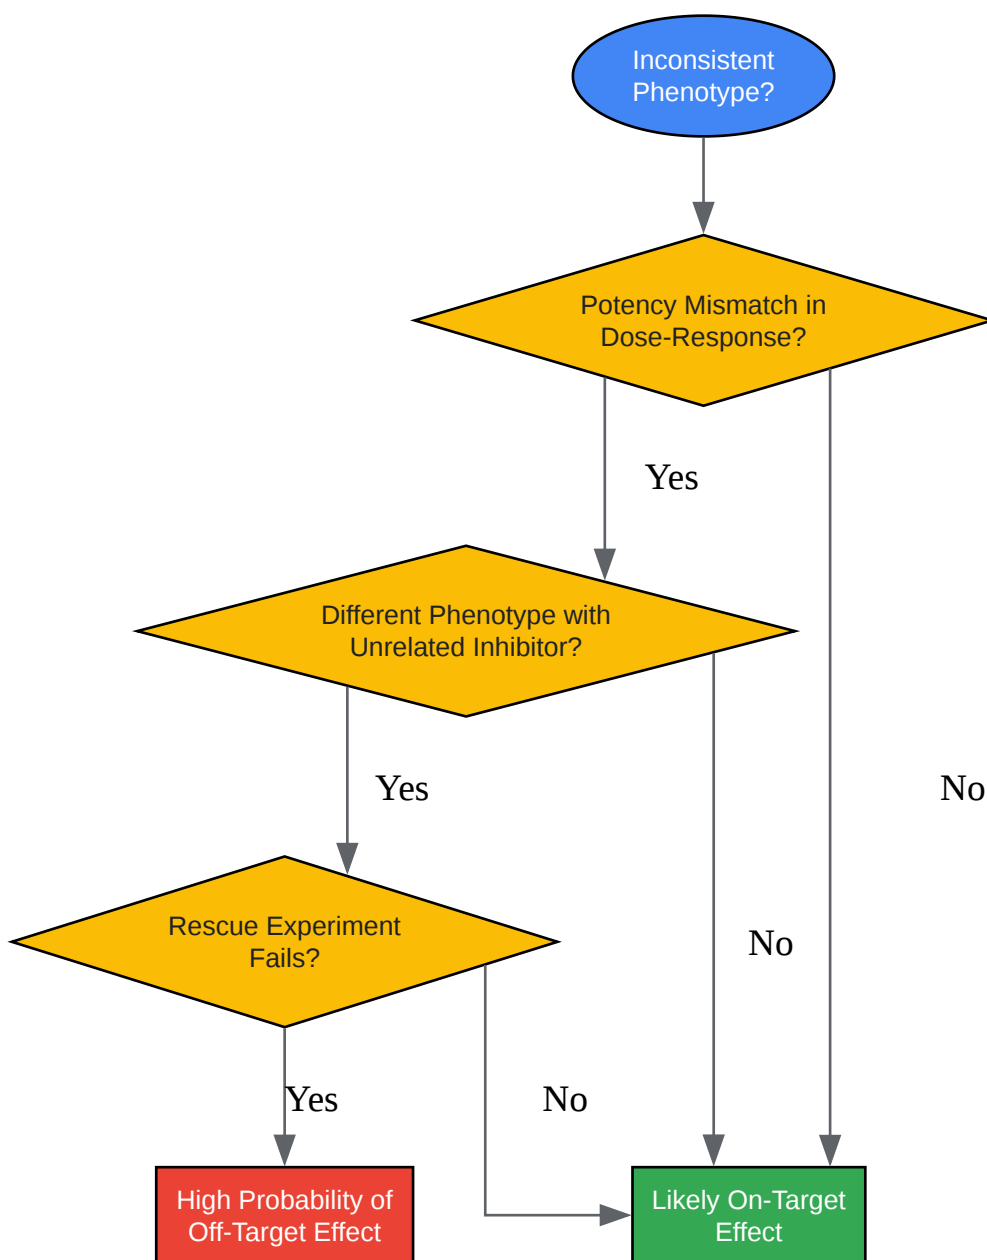 Inconsistent
Phenotype?
Potency Mismatch in
Dose-Response?
Yes
Different Phenotype with
Unrelated Inhibitor?
Yes
No
Rescue Experiment
Fails?
No
Yes
No
High Probability of
Off-Target Effect
Likely On-Target
Effect